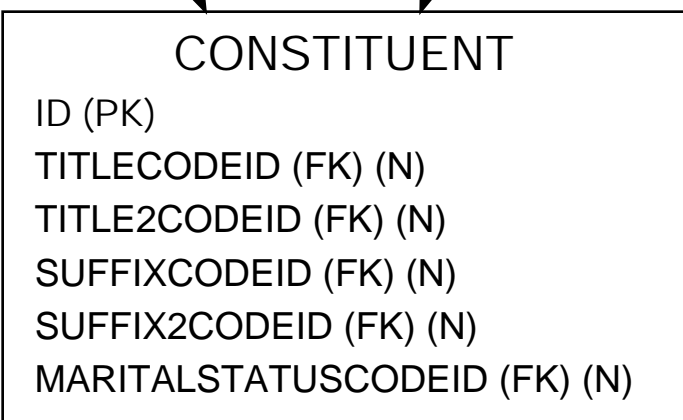 CONSTITUENT
ID (PK)
TITLECODEID (FK) (N)
TITLE2CODEID (FK) (N)
SUFFIXCODEID (FK) (N)
SUFFIX2CODEID (FK) (N)
MARITALSTATUSCODEID (FK) (N)